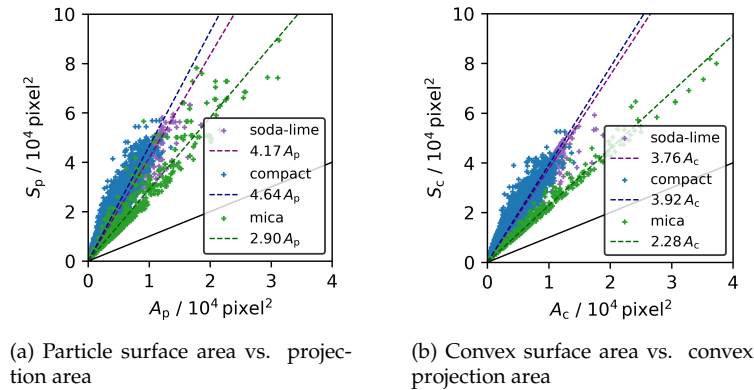 10
8
6
4
2
0
S_p / 10^4 pixel^2
0 1 2 3 4
A_p / 10^4 pixel^2
soda-lime
4.17 A_p
compact
4.64 A_p
mica
2.90 A_p
(a) Particle surface area vs. projec-
tion area
10
8
6
4
2
0
S_c / 10^4 pixel^2
0 1 2 3 4
A_c / 10^4 pixel^2
soda-lime
3.76 A_c
compact
3.92 A_c
mica
2.28 A_c
(b) Convex surface area vs. convex
projection area